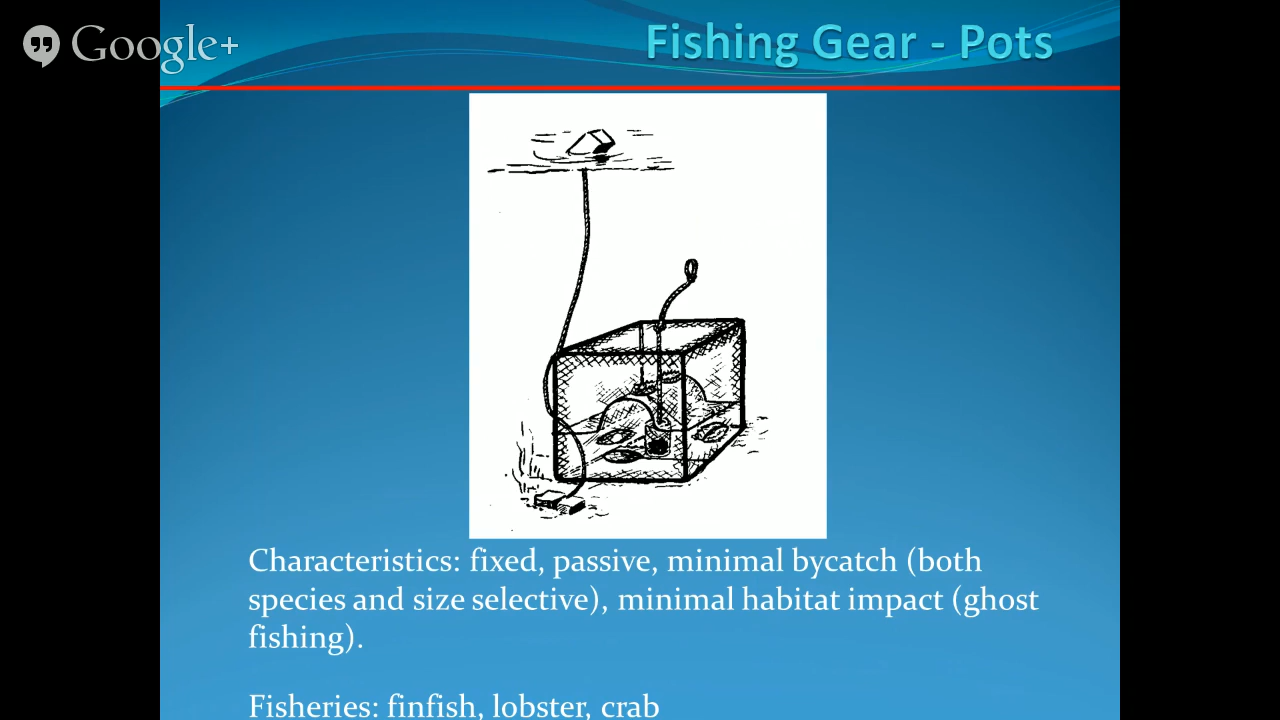 Google+
Fishing Gear - Pots
Characteristics: fixed, passive, minimal bycatch (both
species and size selective), minimal habitat impact (ghost
fishing).
Fisheries: finfish, lobster, crab